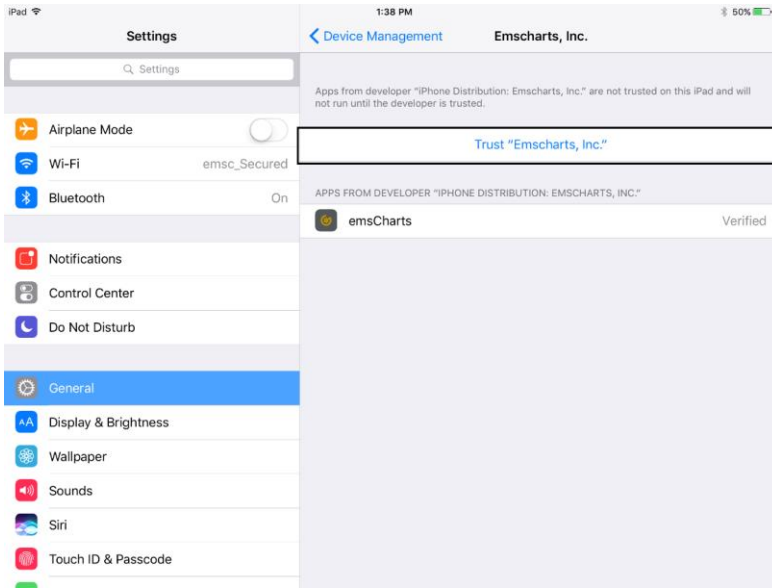 iPad
1:38 PM
50%
Settings
Device Management
Emscharts, Inc.
Settings
Apps from developer "iPhone Distribution: Emscharts, Inc." are not trusted on this iPad and will
not run until the developer is trusted.
Airplane Mode
Trust "Emscharts, Inc."
Wi-Fi
emsc_Secured
Bluetooth
On
APPS FROM DEVELOPER "IPHONE DISTRIBUTION: EMSCHARTS, INC."
emsCharts
Verified
Notifications
Control Center
Do Not Disturb
General
AA
Display & Brightness
Wallpaper
Sounds
Siri
Touch ID & Passcode